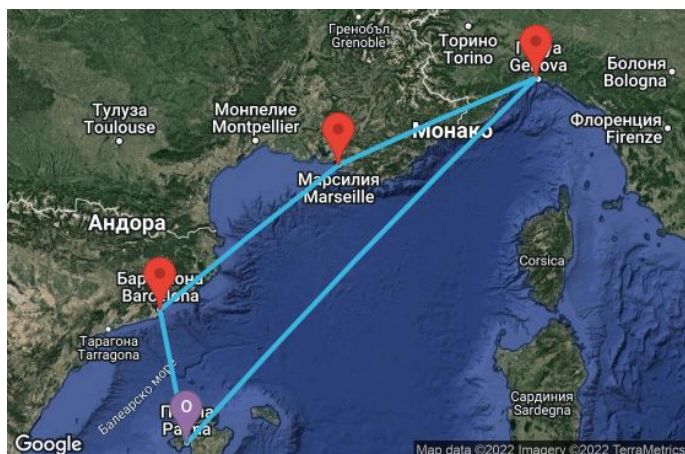 Гренобъл
Grenoble
Торино
Torino
Genova
Болоня
Bologna
Тулуза
Toulouse
Монпелие
Montpellier
Монако
Флоренция
Firenze
Марсилия
Marseille
Андора
Corsica
Barcelona
Тарагона
Tarragona
Балеарско море
O
Сардиния
Sardegna
Google
Map data ©2022 Imagery ©2022 TerraMetrics